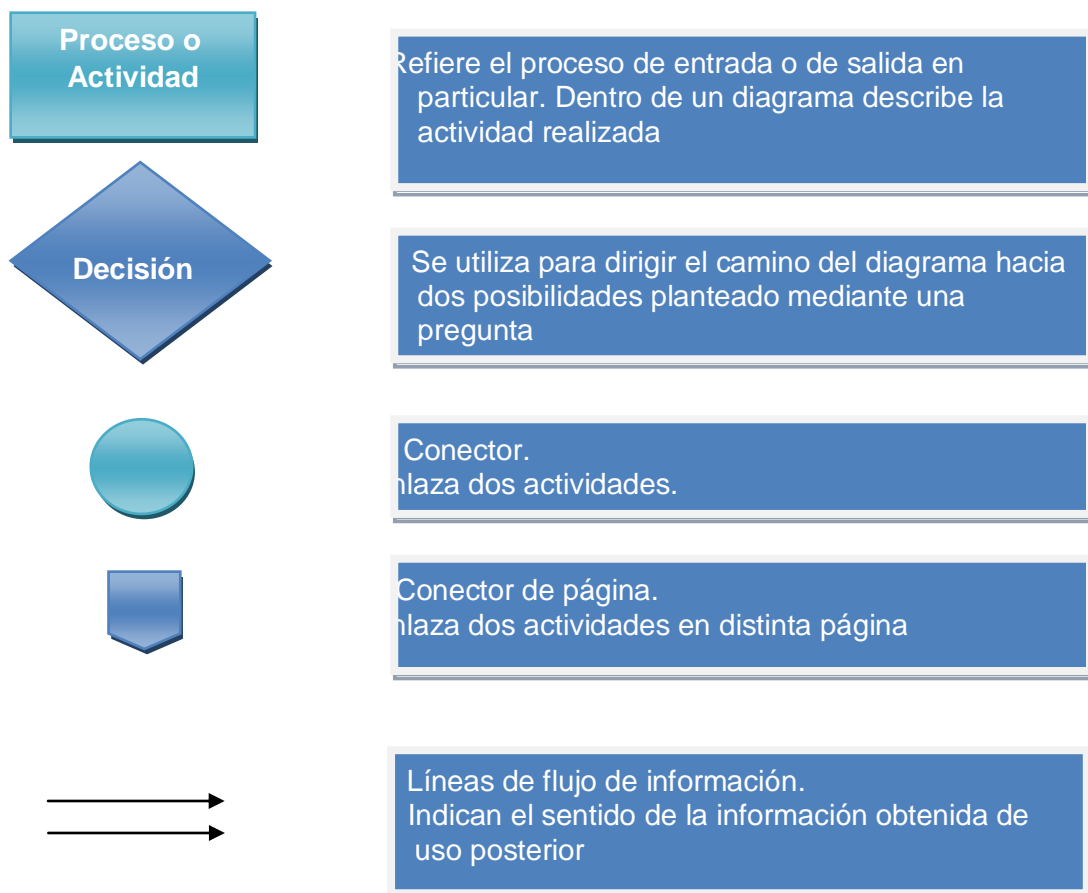 Proceso o
Actividad
Refiere el proceso de entrada o de salida en
particular. Dentro de un diagrama describe la
actividad realizada
Decisión
Se utiliza para dirigir el camino del diagrama hacia
dos posibilidades planteado mediante una
pregunta
Conector.
nlaza dos actividades.
Conector de página.
nlaza dos actividades en distinta página
Líneas de flujo de información.
Indican el sentido de la información obtenida de
uso posterior